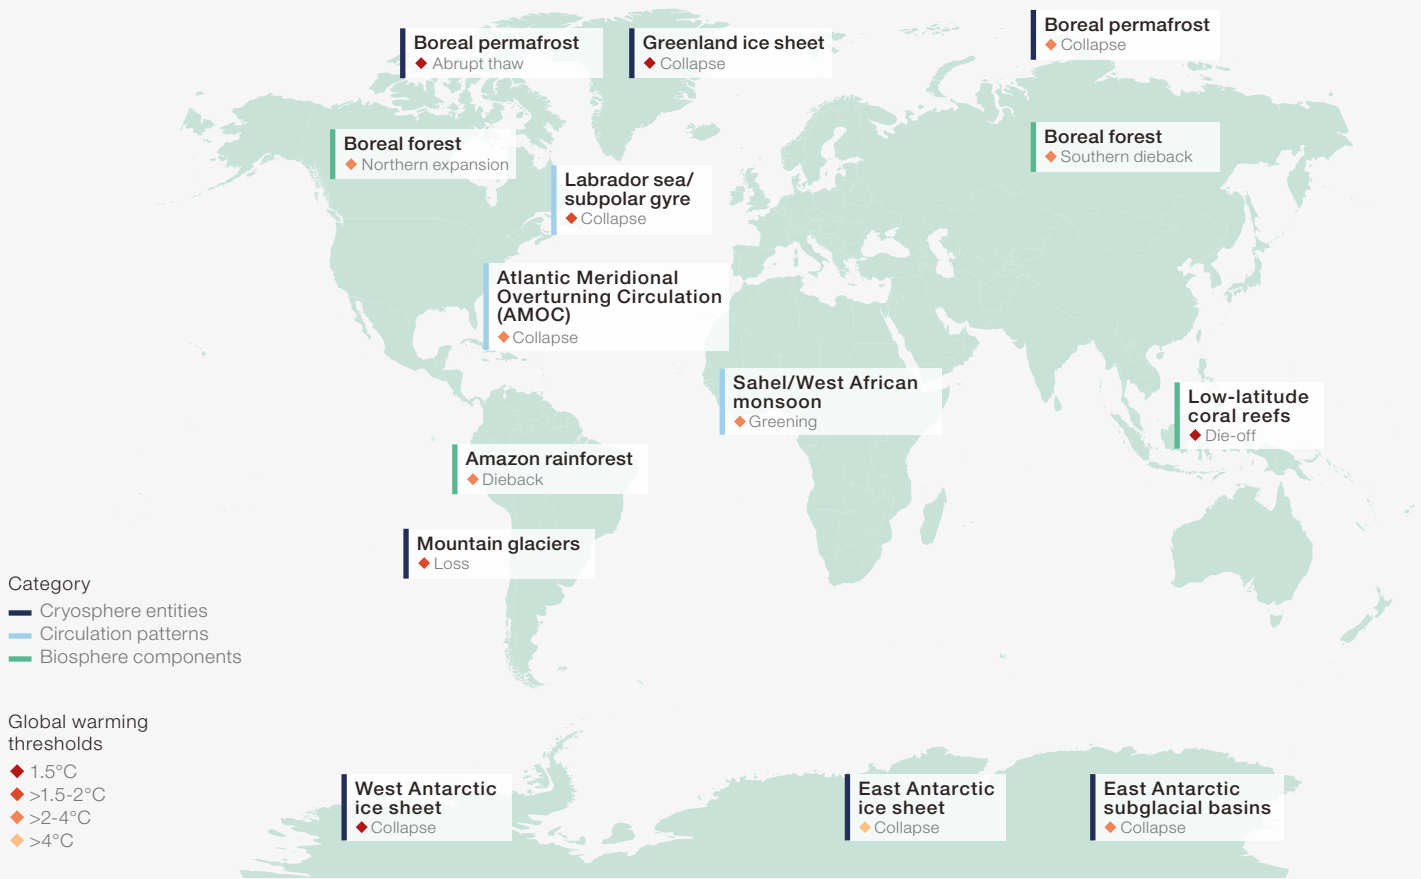 Boreal permafrost
Abrupt thaw
Greenland ice sheet
Collapse
Boreal permafrost
Collapse
Boreal forest
Northern expansion
Boreal forest
Southern dieback
Labrador sea/
subpolar gyre
Collapse
Atlantic Meridional
Overturning Circulation
(AMOC)
Collapse
Sahel/West African
monsoon
Greening
Low-latitude
coral reefs
Die-off
Amazon rainforest
Dieback
Mountain glaciers
Loss
Category
Cryosphere entities
Circulation patterns
Biosphere components
Global warming
thresholds
1.5°C
>1.5-2°C
>2-4°C
>4°C
West Antarctic
ice sheet
Collapse
East Antarctic
ice sheet
Collapse
East Antarctic
subglacial basins
Collapse